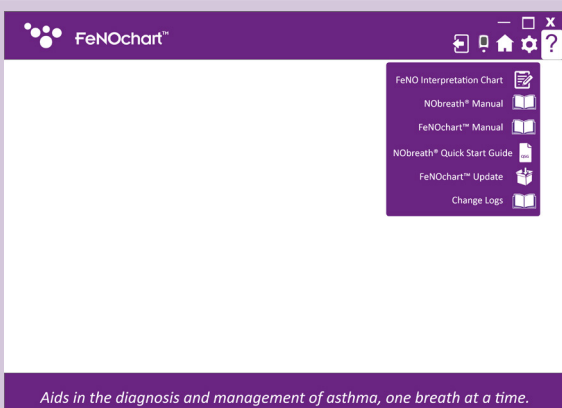 FeNOchart™
?
FeNO Interpretation Chart
NObreath® Manual
FeNOchart™ Manual
NObreath® Quick Start Guide
FeNOchart™ Update
Change Logs
Aids in the diagnosis and management of asthma, one breath at a time.